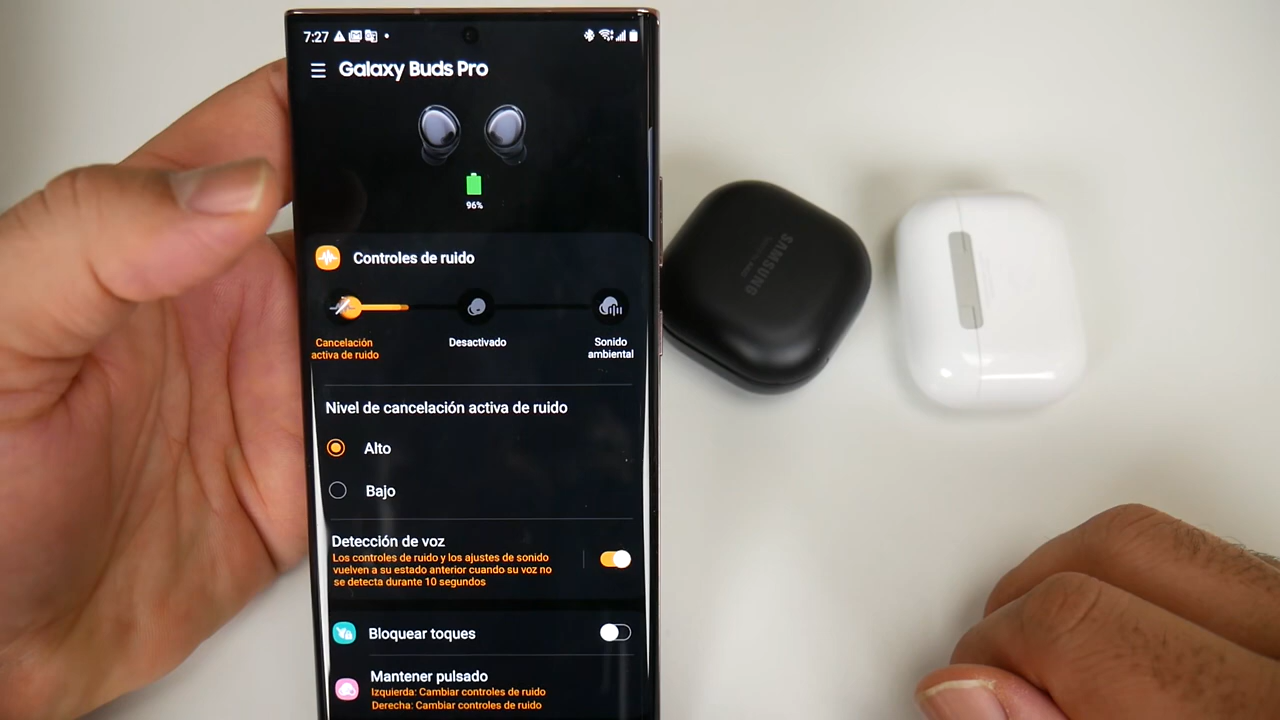 7:27
Galaxy Buds Pro
96%
Controles de ruido
Cancelación
activa de ruido
Desactivado
Sonido
ambiental
Nivel de cancelación activa de ruido
Alto
Bajo
Detección de voz
Los controles de ruido y los ajustes de sonido
vuelven a su estado anterior cuando su voz no
se detecta durante 10 segundos
Bloquear toques
Mantener pulsado
Izquierda: Cambiar controles de ruido
Derecha: Cambiar controles de ruido
SAMSUNG